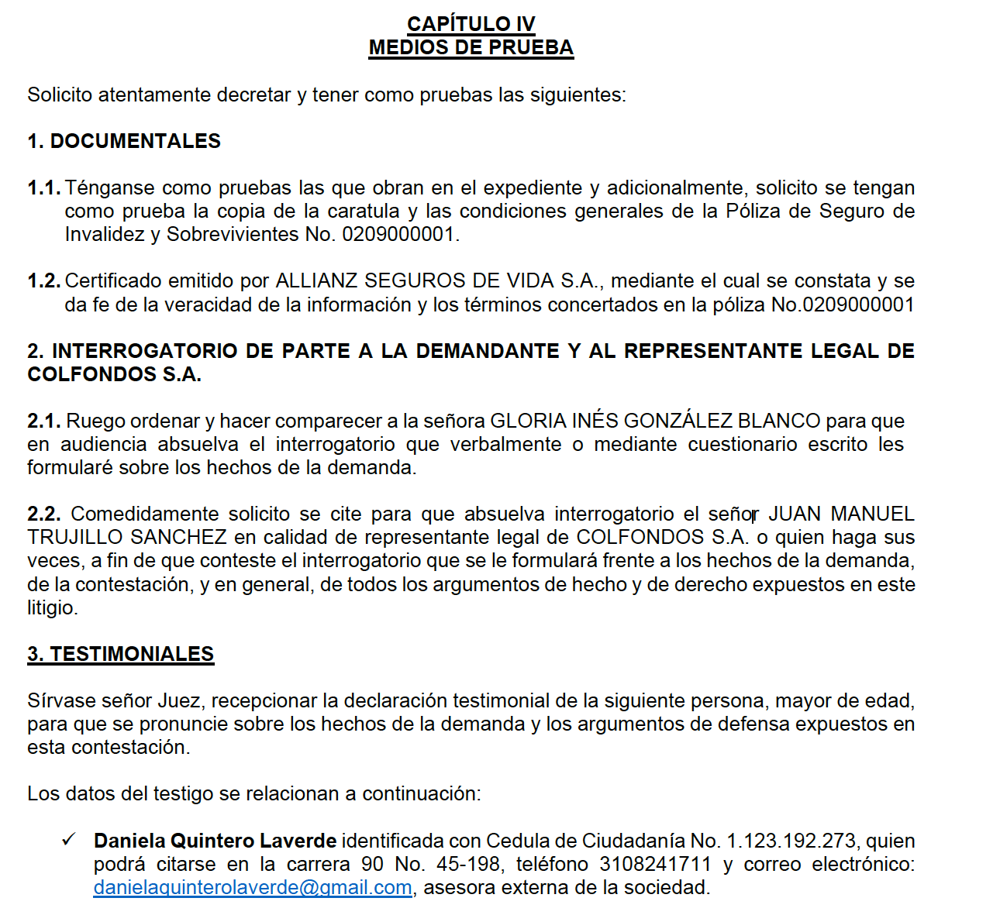 CAPÍTULO IV
MEDIOS DE PRUEBA
Solicito atentamente decretar y tener como pruebas las siguientes:
1. DOCUMENTALES
1.1. Ténganse como pruebas las que obran en el expediente y adicionalmente, solicito se tengan
como prueba la copia de la caratula y las condiciones generales de la Póliza de Seguro de
Invalidez y Sobrevivientes No. 0209000001.
1.2. Certificado emitido por ALLIANZ SEGUROS DE VIDA S.A., mediante el cual se constata y se
da fe de la veracidad de la información y los términos concertados en la póliza No.0209000001
2. INTERROGATORIO DE PARTE A LA DEMANDANTE Y AL REPRESENTANTE LEGAL DE
COLFONDOS S.A.
2.1. Ruego ordenar y hacer comparecer a la señora GLORIA INÉS GONZÁLEZ BLANCO para que
en audiencia absuelva el interrogatorio que verbalmente o mediante cuestionario escrito les
formularé sobre los hechos de la demanda.
2.2. Comedidamente solicito se cite para que absuelva interrogatorio el señor JUAN MANUEL
TRUJILLO SANCHEZ en calidad de representante legal de COLFONDOS S.A. o quien haga sus
veces, a fin de que conteste el interrogatorio que se le formulará frente a los hechos de la demanda,
de la contestación, y en general, de todos los argumentos de hecho y de derecho expuestos en este
litigio.
3. TESTIMONIALES
Sírvase señor Juez, recepcionar la declaración testimonial de la siguiente persona, mayor de edad,
para que se pronuncie sobre los hechos de la demanda y los argumentos de defensa expuestos en
esta contestación.
Los datos del testigo se relacionan a continuación:
✓ Daniela Quintero Laverde identificada con Cedula de Ciudadanía No. 1.123.192.273, quien
podrá citarse en la carrera 90 No. 45-198, teléfono 3108241711 y correo electrónico:
danielaquinterolaverde@gmail.com, asesora externa de la sociedad.